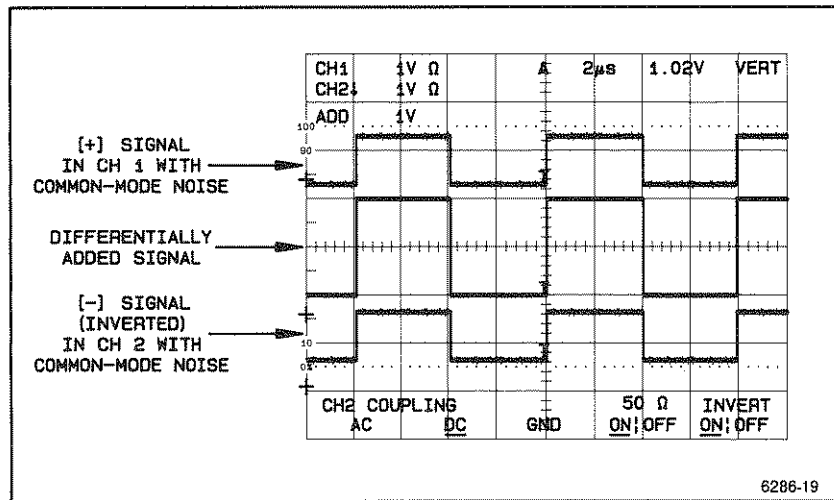 CH1 1V Ω A 2µs 1.02V VERT
CH2↓ 1V Ω
ADD 1V
100
90
[+] SIGNAL
IN CH 1 WITH
COMMON-MODE NOISE
DIFFERENTIALLY
ADDED SIGNAL
[-] SIGNAL
(INVERTED)
IN CH 2 WITH
COMMON-MODE NOISE
10
0%
CH2 COUPLING 50 Ω INVERT
AC DC GND ON¦OFF ON¦OFF
6286-19